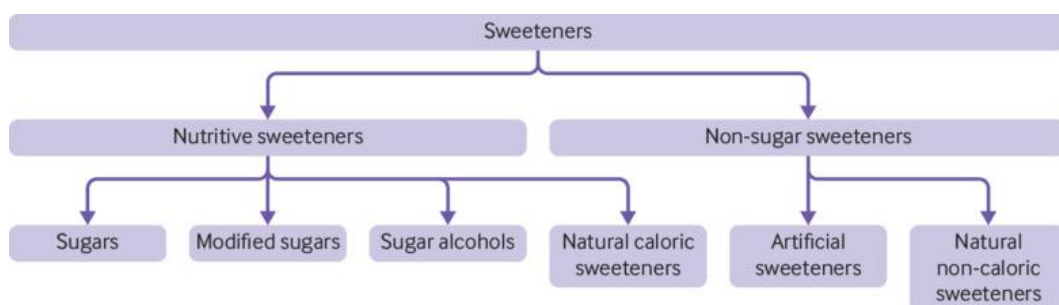 Sweeteners
Nutritive sweeteners
Non-sugar sweeteners
Sugars
Modified sugars
Sugar alcohols
Natural caloric
sweeteners
Artificial
sweeteners
Natural
non-caloric
sweeteners